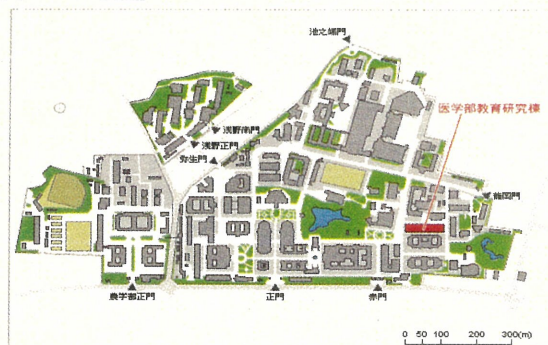 池之端門
医学部教育研究棟
浅野南門
浅野正門
弥生門
龍岡門
農学部正門
正門
赤門
0 50 100 200 300(m)